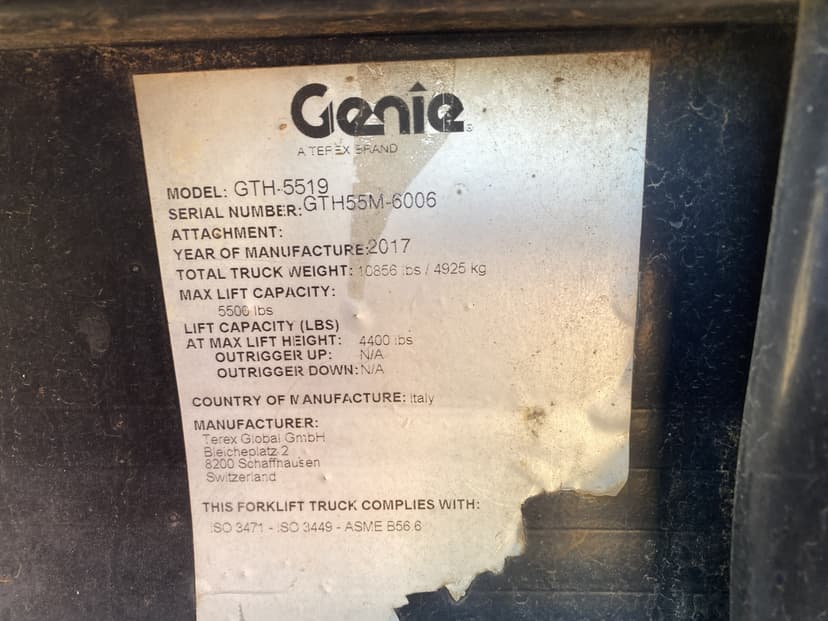 Genie
A TEREX BRAND
MODEL: GTH-5519
SERIAL NUMBER: GTH55M-6006
ATTACHMENT:
YEAR OF MANUFACTURE: 2017
TOTAL TRUCK WEIGHT: 10856 lbs / 4925 kg
MAX LIFT CAPACITY:
5500 lbs
LIFT CAPACITY (LBS)
AT MAX LIFT HEIGHT: 4400 lbs
OUTRIGGER UP: N/A
OUTRIGGER DOWN: N/A
COUNTRY OF MANUFACTURE: Italy
MANUFACTURER:
Terex Global GmbH
Bleicheplatz 2
8200 Schaffhausen
Switzerland
THIS FORKLIFT TRUCK COMPLIES WITH:
ISO 3471 - ISO 3449 - ASME B56.6